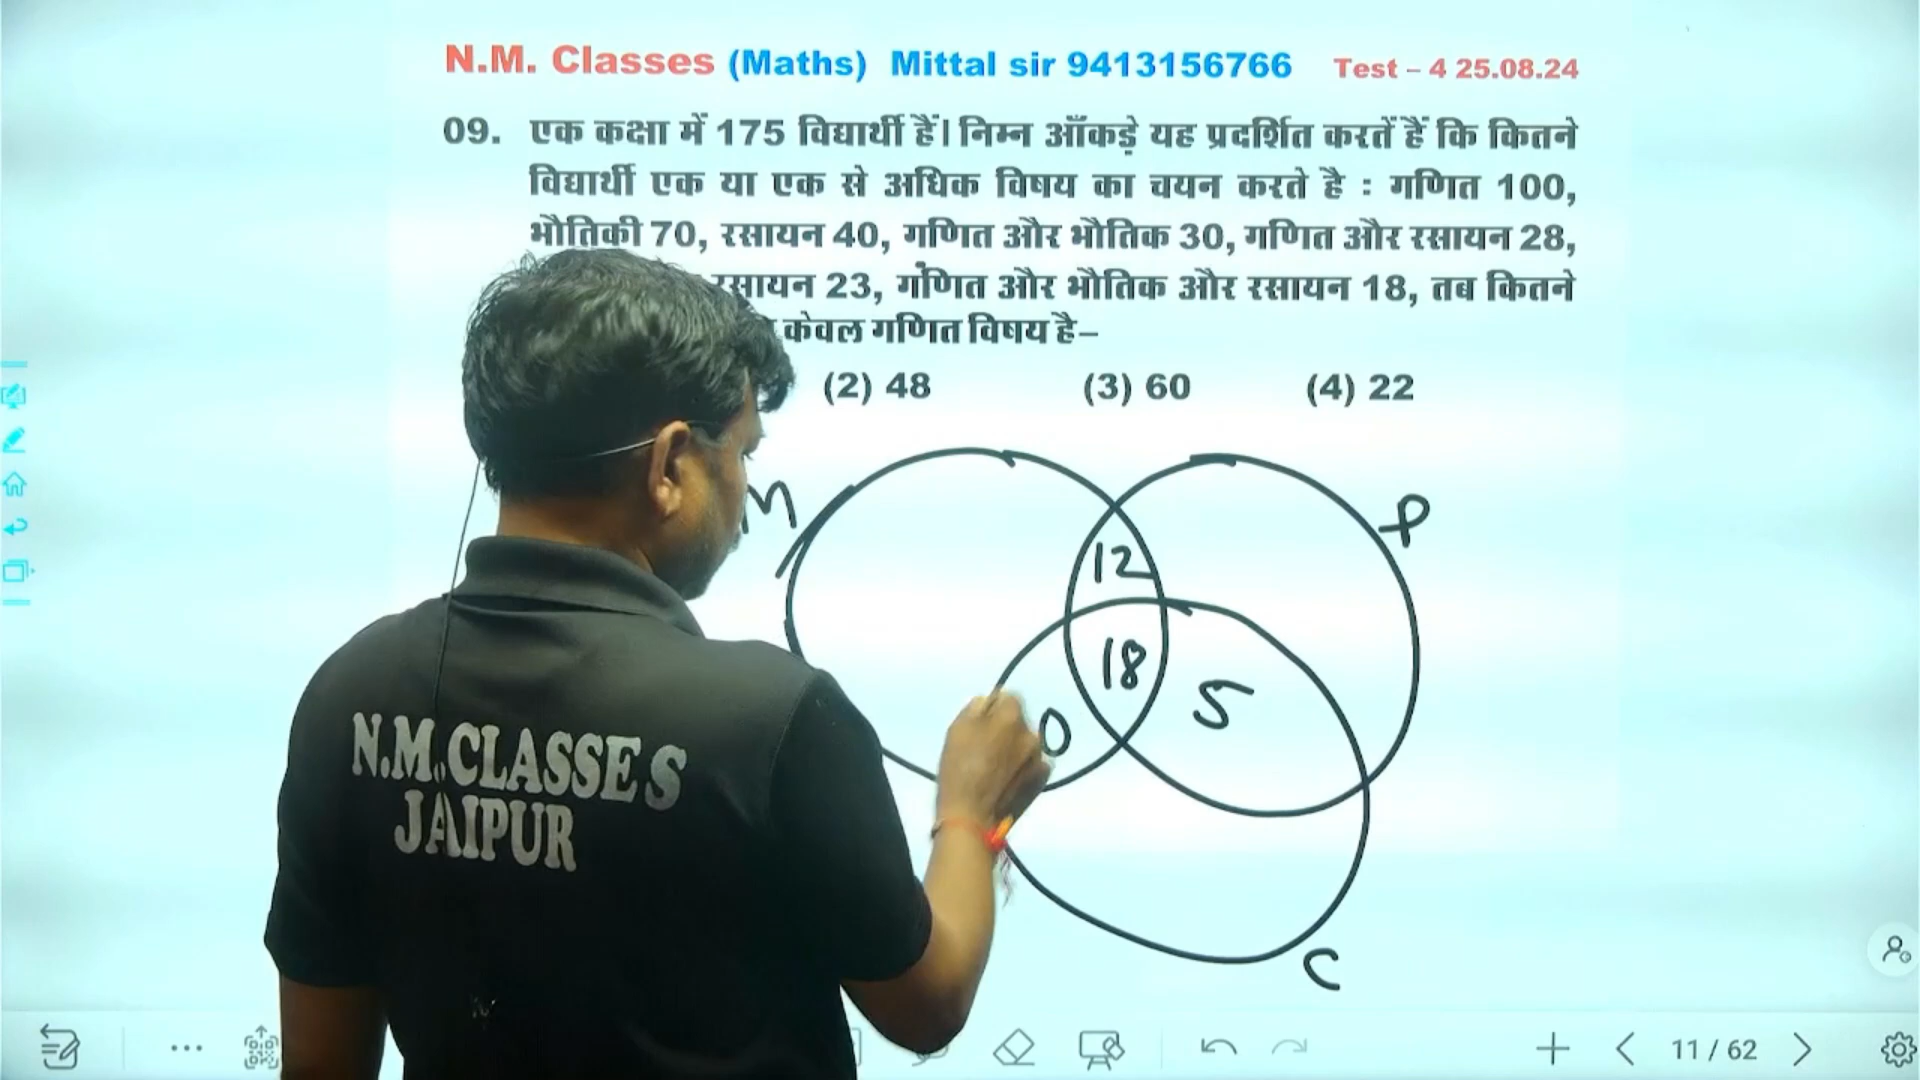 N.M. Classes (Maths) Mittal sir 9413156766 Test – 4 25.08.24
09. एक कक्षा में 175 विद्यार्थी हैं। निम्न आँकड़े यह प्रदर्शित करतें हैं कि कितने
विद्यार्थी एक या एक से अधिक विषय का चयन करते है : गणित 100,
भौतिकी 70, रसायन 40, गणित और भौतिक 30, गणित और रसायन 28,
रसायन 23, गणित और भौतिक और रसायन 18, तब कितने
केवल गणित विषय है–
(2) 48 (3) 60 (4) 22
M
P
12
18
5
0
C
N.M.CLASSES
JAIPUR
11 / 62